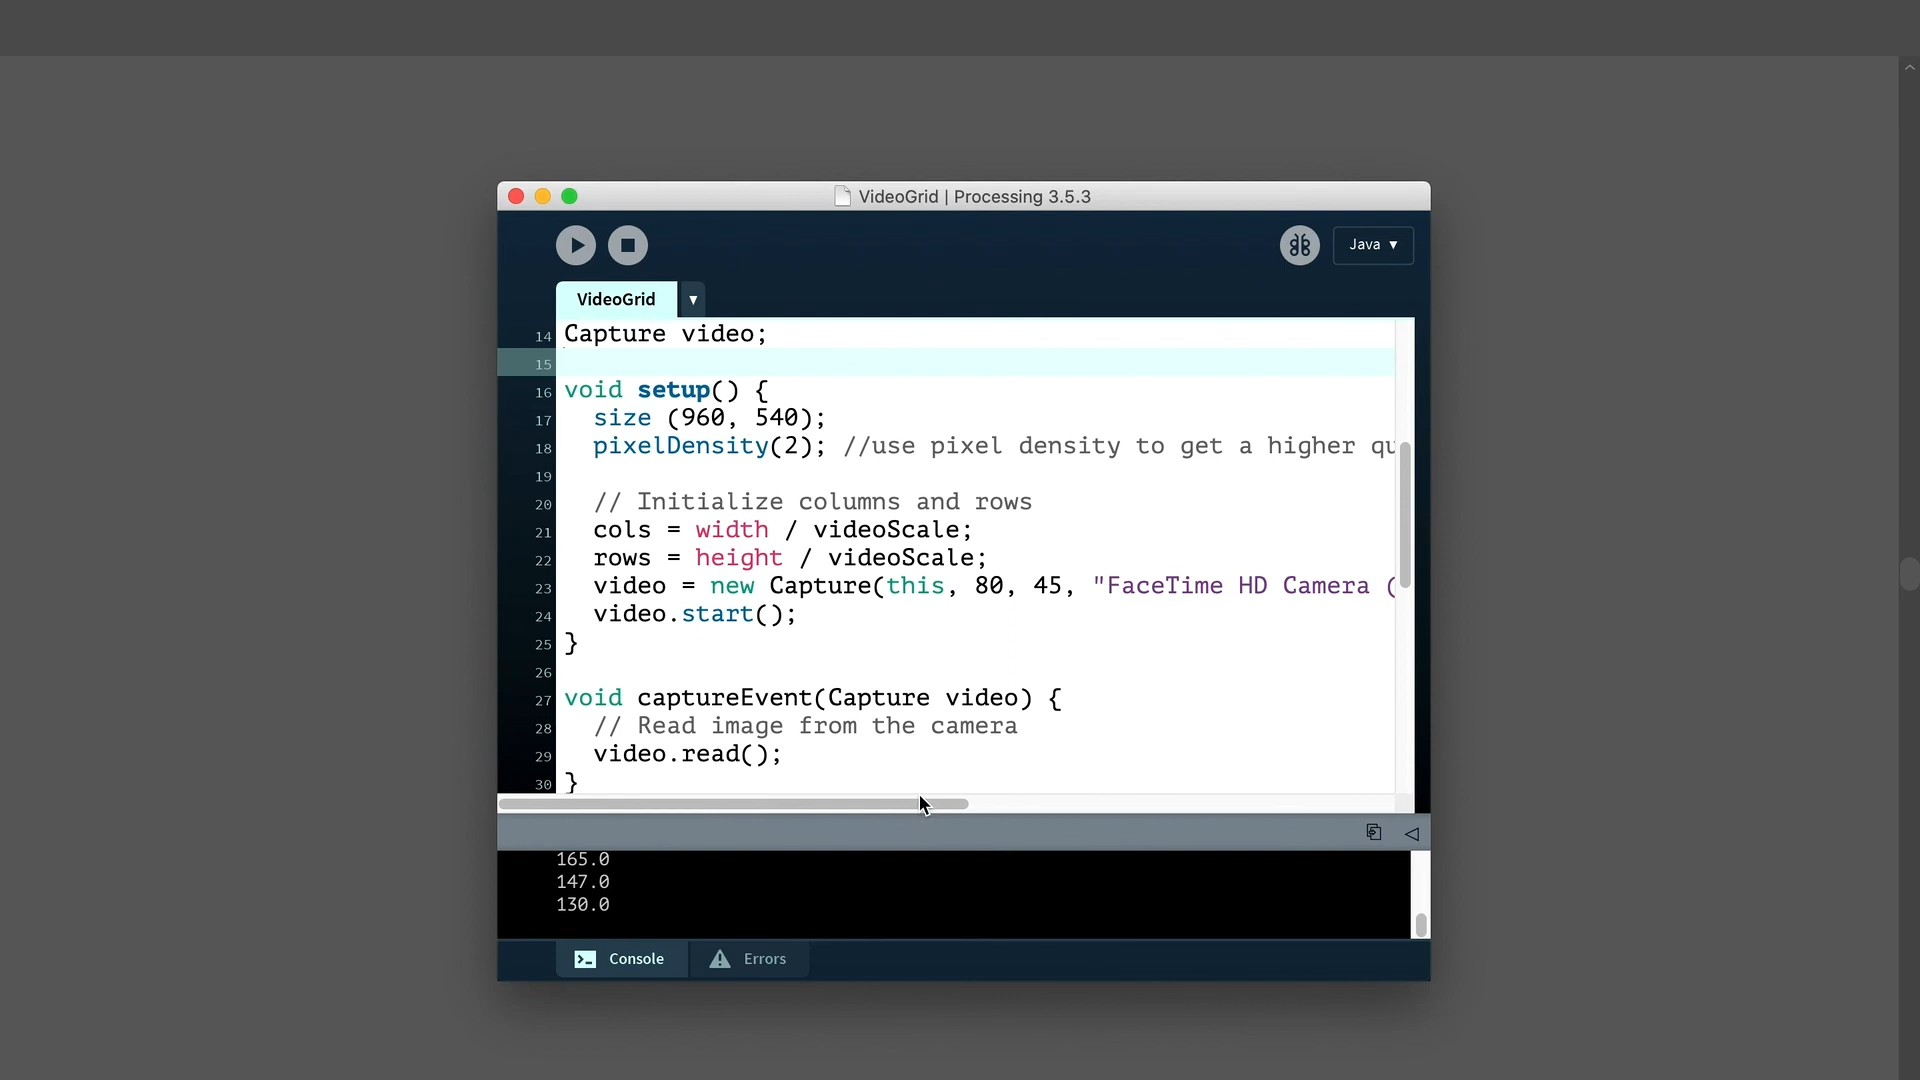 VideoGrid | Processing 3.5.3
Java ▼
VideoGrid ▼
14 Capture video;
15
16 void setup() {
17 size (960, 540);
18 pixelDensity(2); //use pixel density to get a higher qu
19
20 // Initialize columns and rows
21 cols = width / videoScale;
22 rows = height / videoScale;
23 video = new Capture(this, 80, 45, "FaceTime HD Camera (
24 video.start();
25 }
26
27 void captureEvent(Capture video) {
28 // Read image from the camera
29 video.read();
30 }
165.0
147.0
130.0
Console Errors